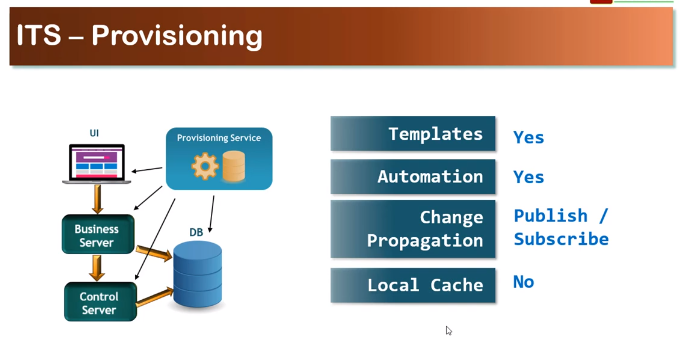 ITS – Provisioning
UI
Provisioning Service
Business
Server
DB
Control
Server
Templates
Yes
Automation
Yes
Change
Propagation
Publish /
Subscribe
Local Cache
No